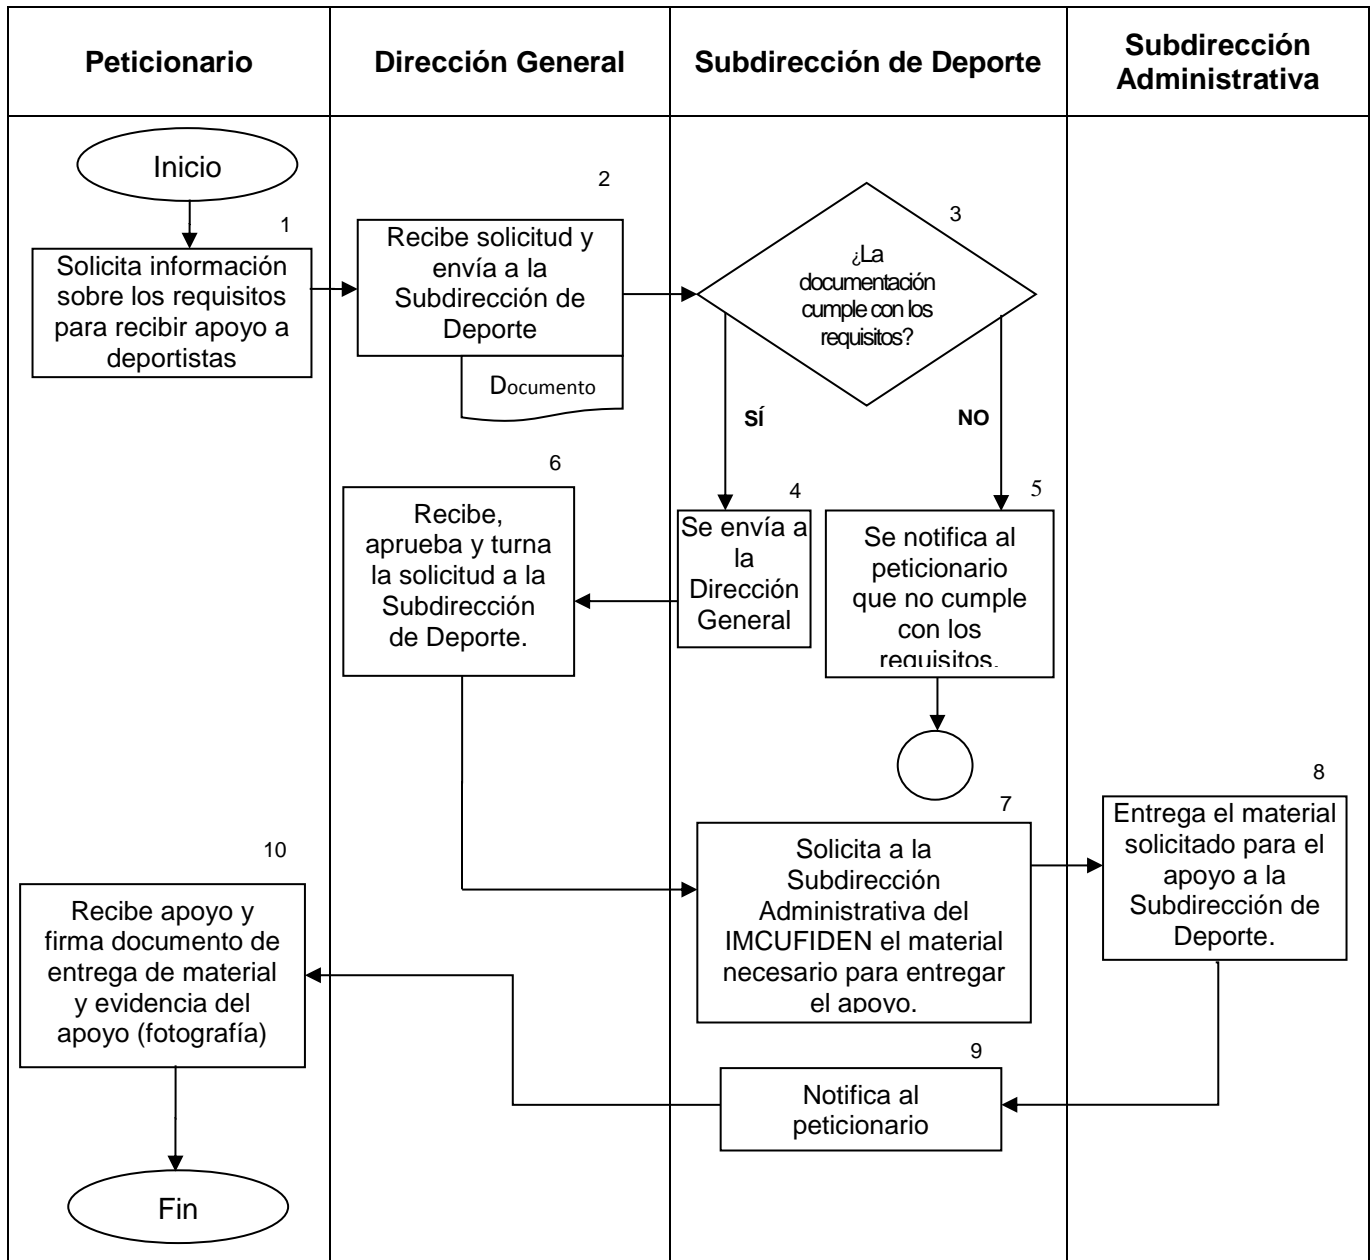 Peticionario
Dirección General
Subdirección de Deporte
Subdirección
Administrativa
Inicio
1
Solicita información
sobre los requisitos
para recibir apoyo a
deportistas
2
Recibe solicitud y
envía a la
Subdirección de
Deporte
Documento
3
¿La
documentación
cumple con los
requisitos?
SÍ
NO
4
Se envía a
la
Dirección
General
5
Se notifica al
peticionario
que no cumple
con los
requisitos.
6
Recibe,
aprueba y turna
la solicitud a la
Subdirección
de Deporte.
7
Solicita a la
Subdirección
Administrativa del
IMCUFIDEN el material
necesario para entregar
el apoyo.
8
Entrega el material
solicitado para el
apoyo a la
Subdirección de
Deporte.
9
Notifica al
peticionario
10
Recibe apoyo y
firma documento de
entrega de material
y evidencia del
apoyo (fotografía)
Fin